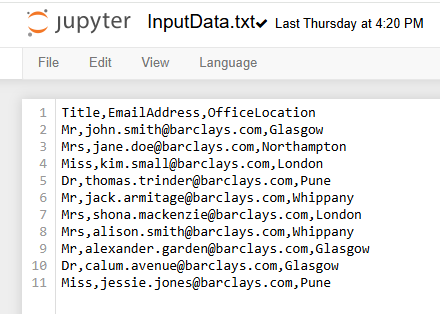 jupyter InputData.txt Last Thursday at 4:20 PM
File Edit View Language
1 Title,EmailAddress,OfficeLocation
2 Mr,john.smith@barclays.com,Glasgow
3 Mrs,jane.doe@barclays.com,Northampton
4 Miss,kim.small@barclays.com,London
5 Dr,thomas.trinder@barclays.com,Pune
6 Mr,jack.armitage@barclays.com,Whippany
7 Mrs,shona.mackenzie@barclays.com,London
8 Mrs,alison.smith@barclays.com,Whippany
9 Mr,alexander.garden@barclays.com,Glasgow
10 Dr,calum.avenue@barclays.com,Glasgow
11 Miss,jessie.jones@barclays.com,Pune